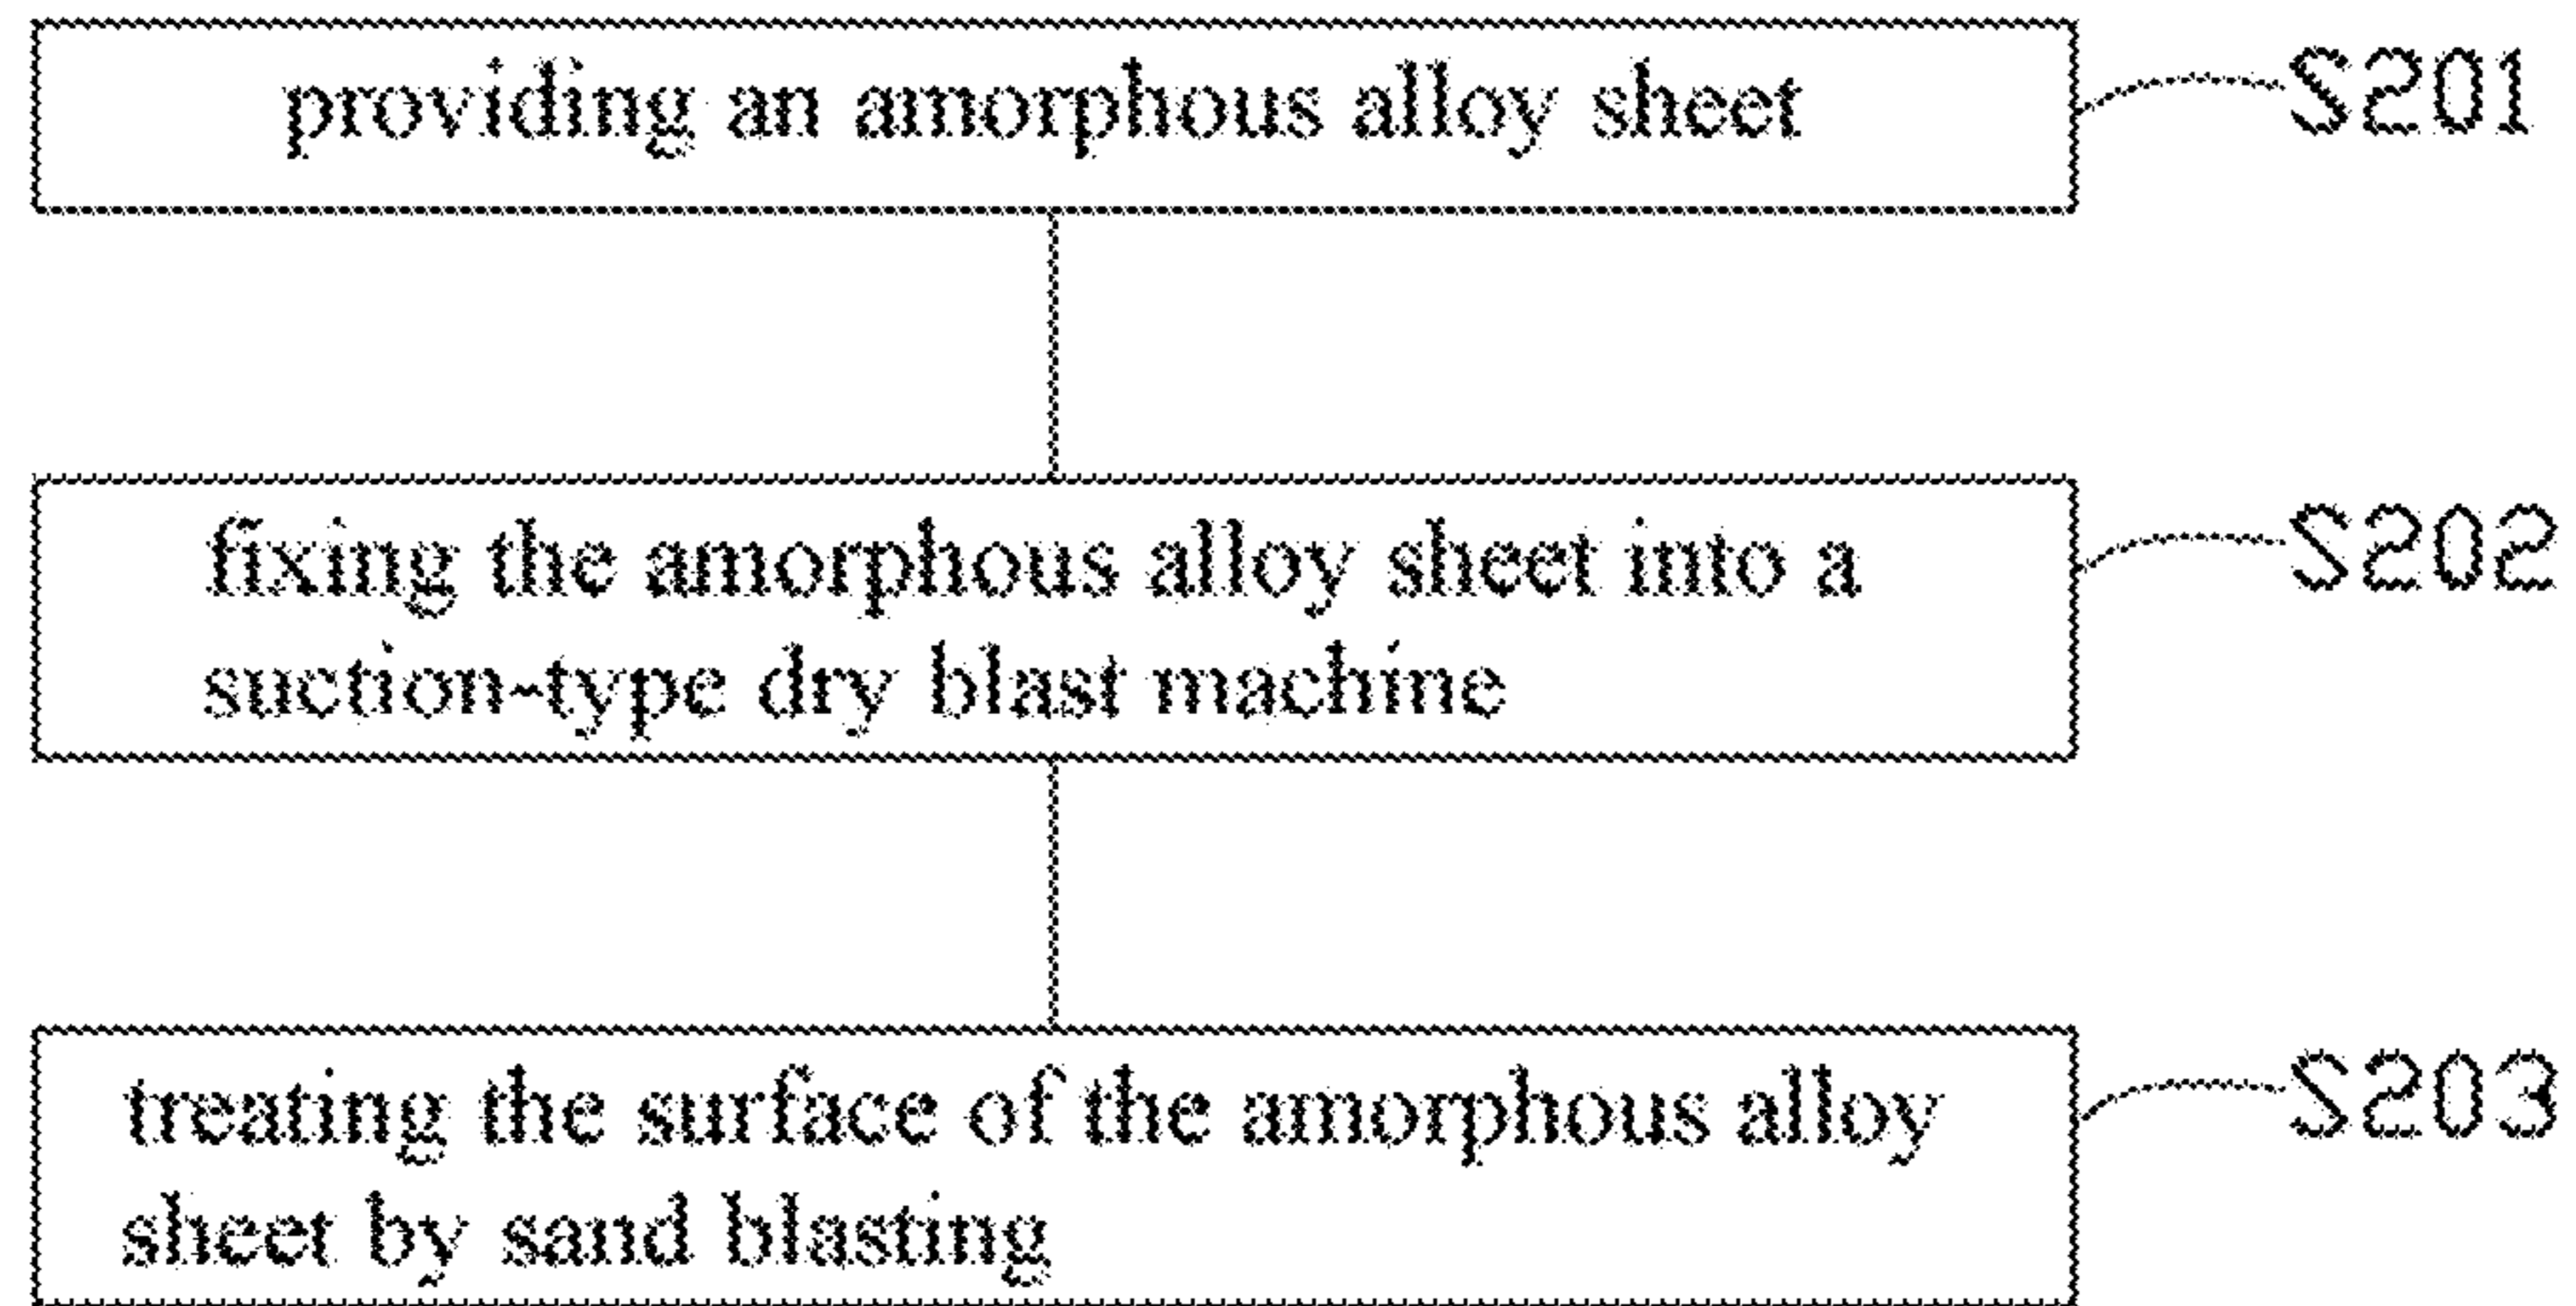 providing an amorphous alloy sheet
S201
fixing the amorphous alloy sheet into a
suction-type dry blast machine
S202
treating the surface of the amorphous alloy
sheet by sand blasting
S203